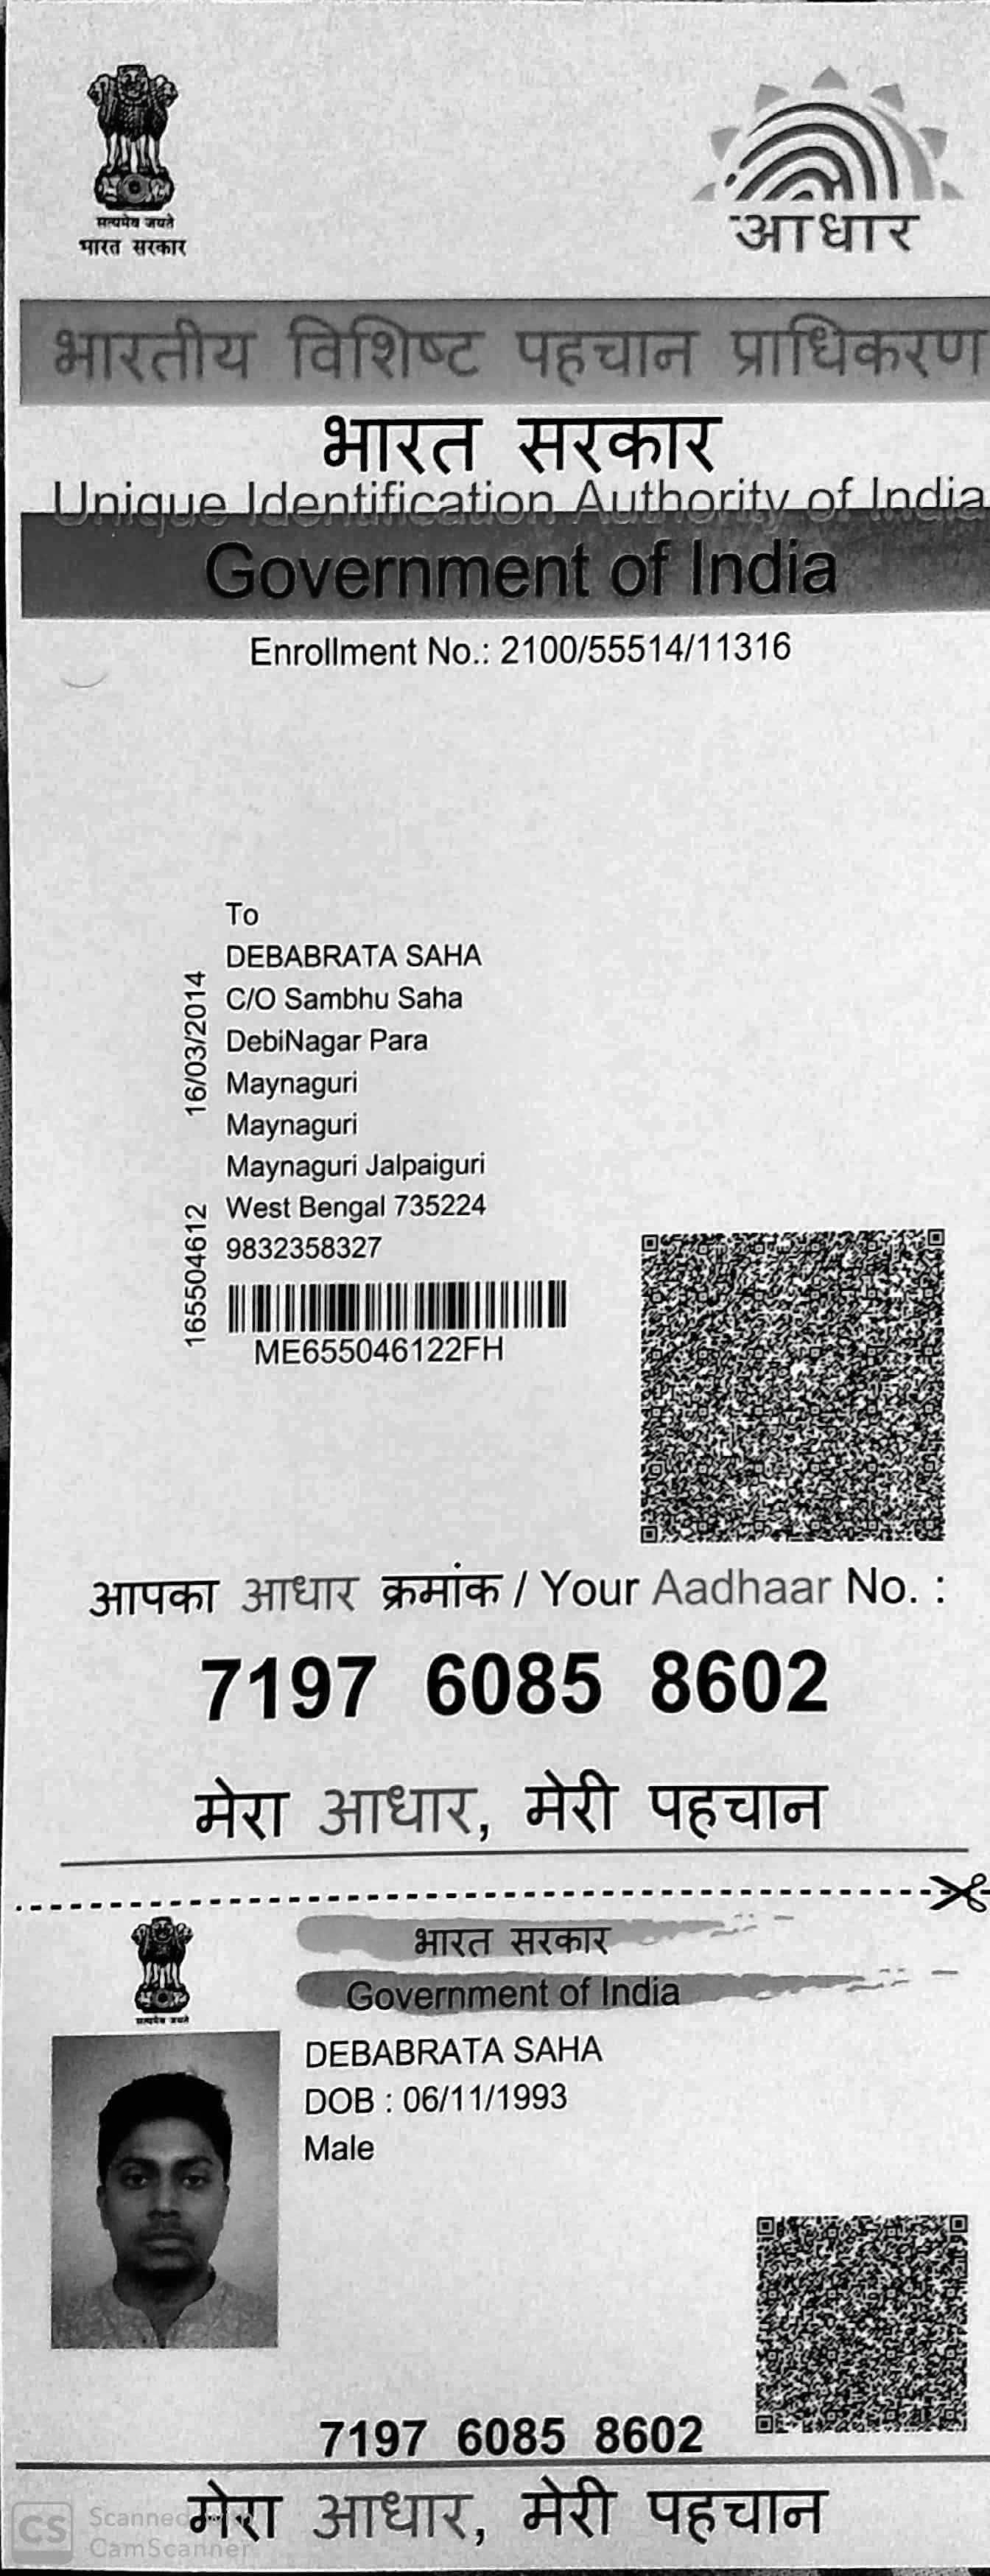 सत्यमेव जयते
भारत सरकार
आधार
भारतीय विशिष्ट पहचान प्राधिकरण
भारत सरकार
Unique Identification Authority of India
Government of India
Enrollment No.: 2100/55514/11316
To
DEBABRATA SAHA
C/O Sambhu Saha
DebiNagar Para
Maynaguri
Maynaguri
Maynaguri Jalpaiguri
West Bengal 735224
9832358327
16/03/2014
165504612
ME655046122FH
आपका आधार क्रमांक / Your Aadhaar No. :
7197 6085 8602
मेरा आधार, मेरी पहचान
भारत सरकार
Government of India
सत्यमेव जयते
DEBABRATA SAHA
DOB : 06/11/1993
Male
7197 6085 8602
मेरा आधार, मेरी पहचान
CS Scanned with
CamScanner